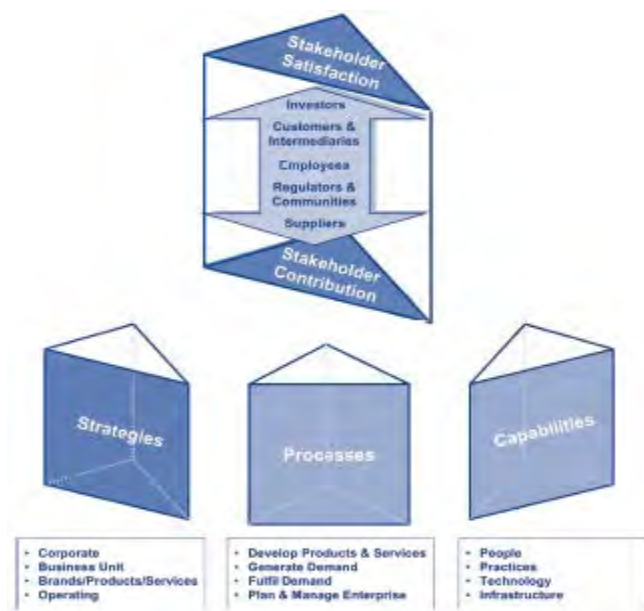 Stakeholder
Satisfaction
Investors
Customers &
Intermediaries
Employees
Regulators &
Communities
Suppliers
Stakeholder
Contribution
Strategies
Processes
Capabilities
• Corporate
• Business Unit
• Brands/Products/Services
• Operating
• Develop Products & Services
• Generate Demand
• Fulfil Demand
• Plan & Manage Enterprise
• People
• Practices
• Technology
• Infrastructure